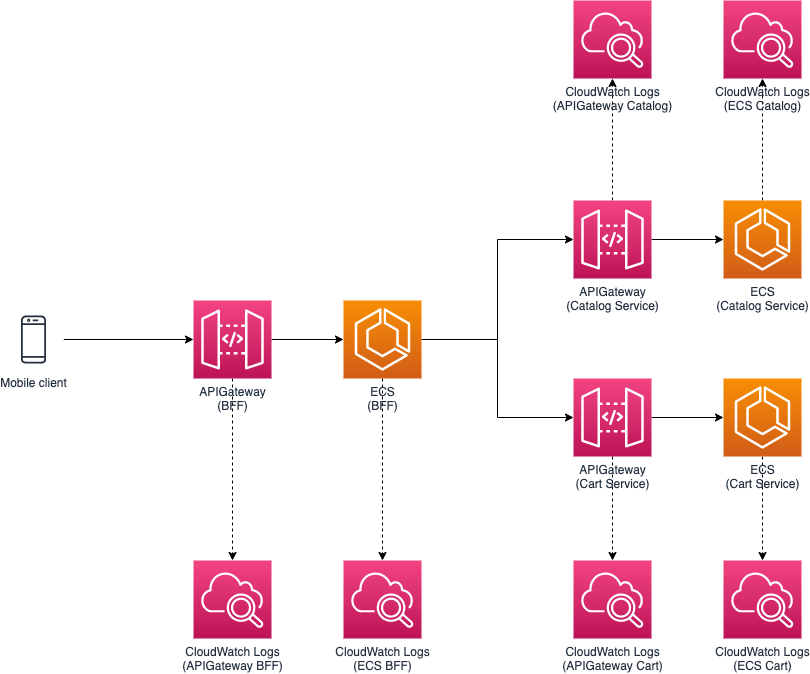 CloudWatch Logs
(APIGateway Catalog)
CloudWatch Logs
(ECS Catalog)
</>
APIGateway
(Catalog Service)
ECS
(Catalog Service)
Mobile client
</>
APIGateway
(BFF)
ECS
(BFF)
</>
APIGateway
(Cart Service)
ECS
(Cart Service)
CloudWatch Logs
(APIGateway BFF)
CloudWatch Logs
(ECS BFF)
CloudWatch Logs
(APIGateway Cart)
CloudWatch Logs
(ECS Cart)